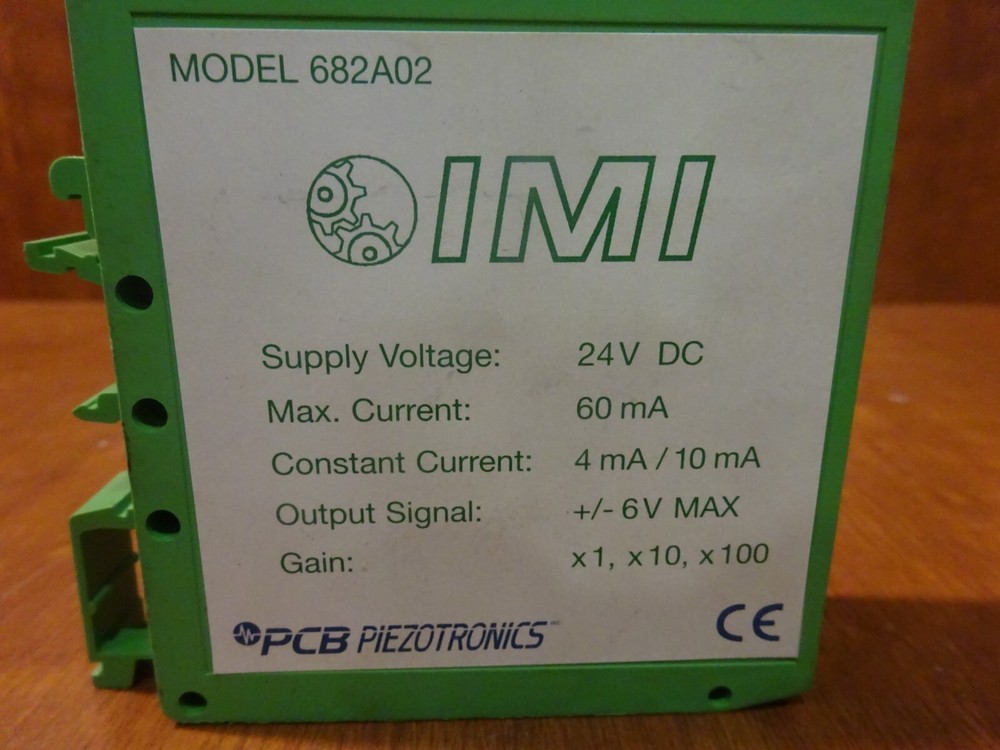 MODEL 682A02
IMI
Supply Voltage: 24V DC
Max. Current: 60 mA
Constant Current: 4 mA / 10 mA
Output Signal: +/- 6V MAX
Gain: x1, x10, x100
PCB PIEZOTRONICS
CE